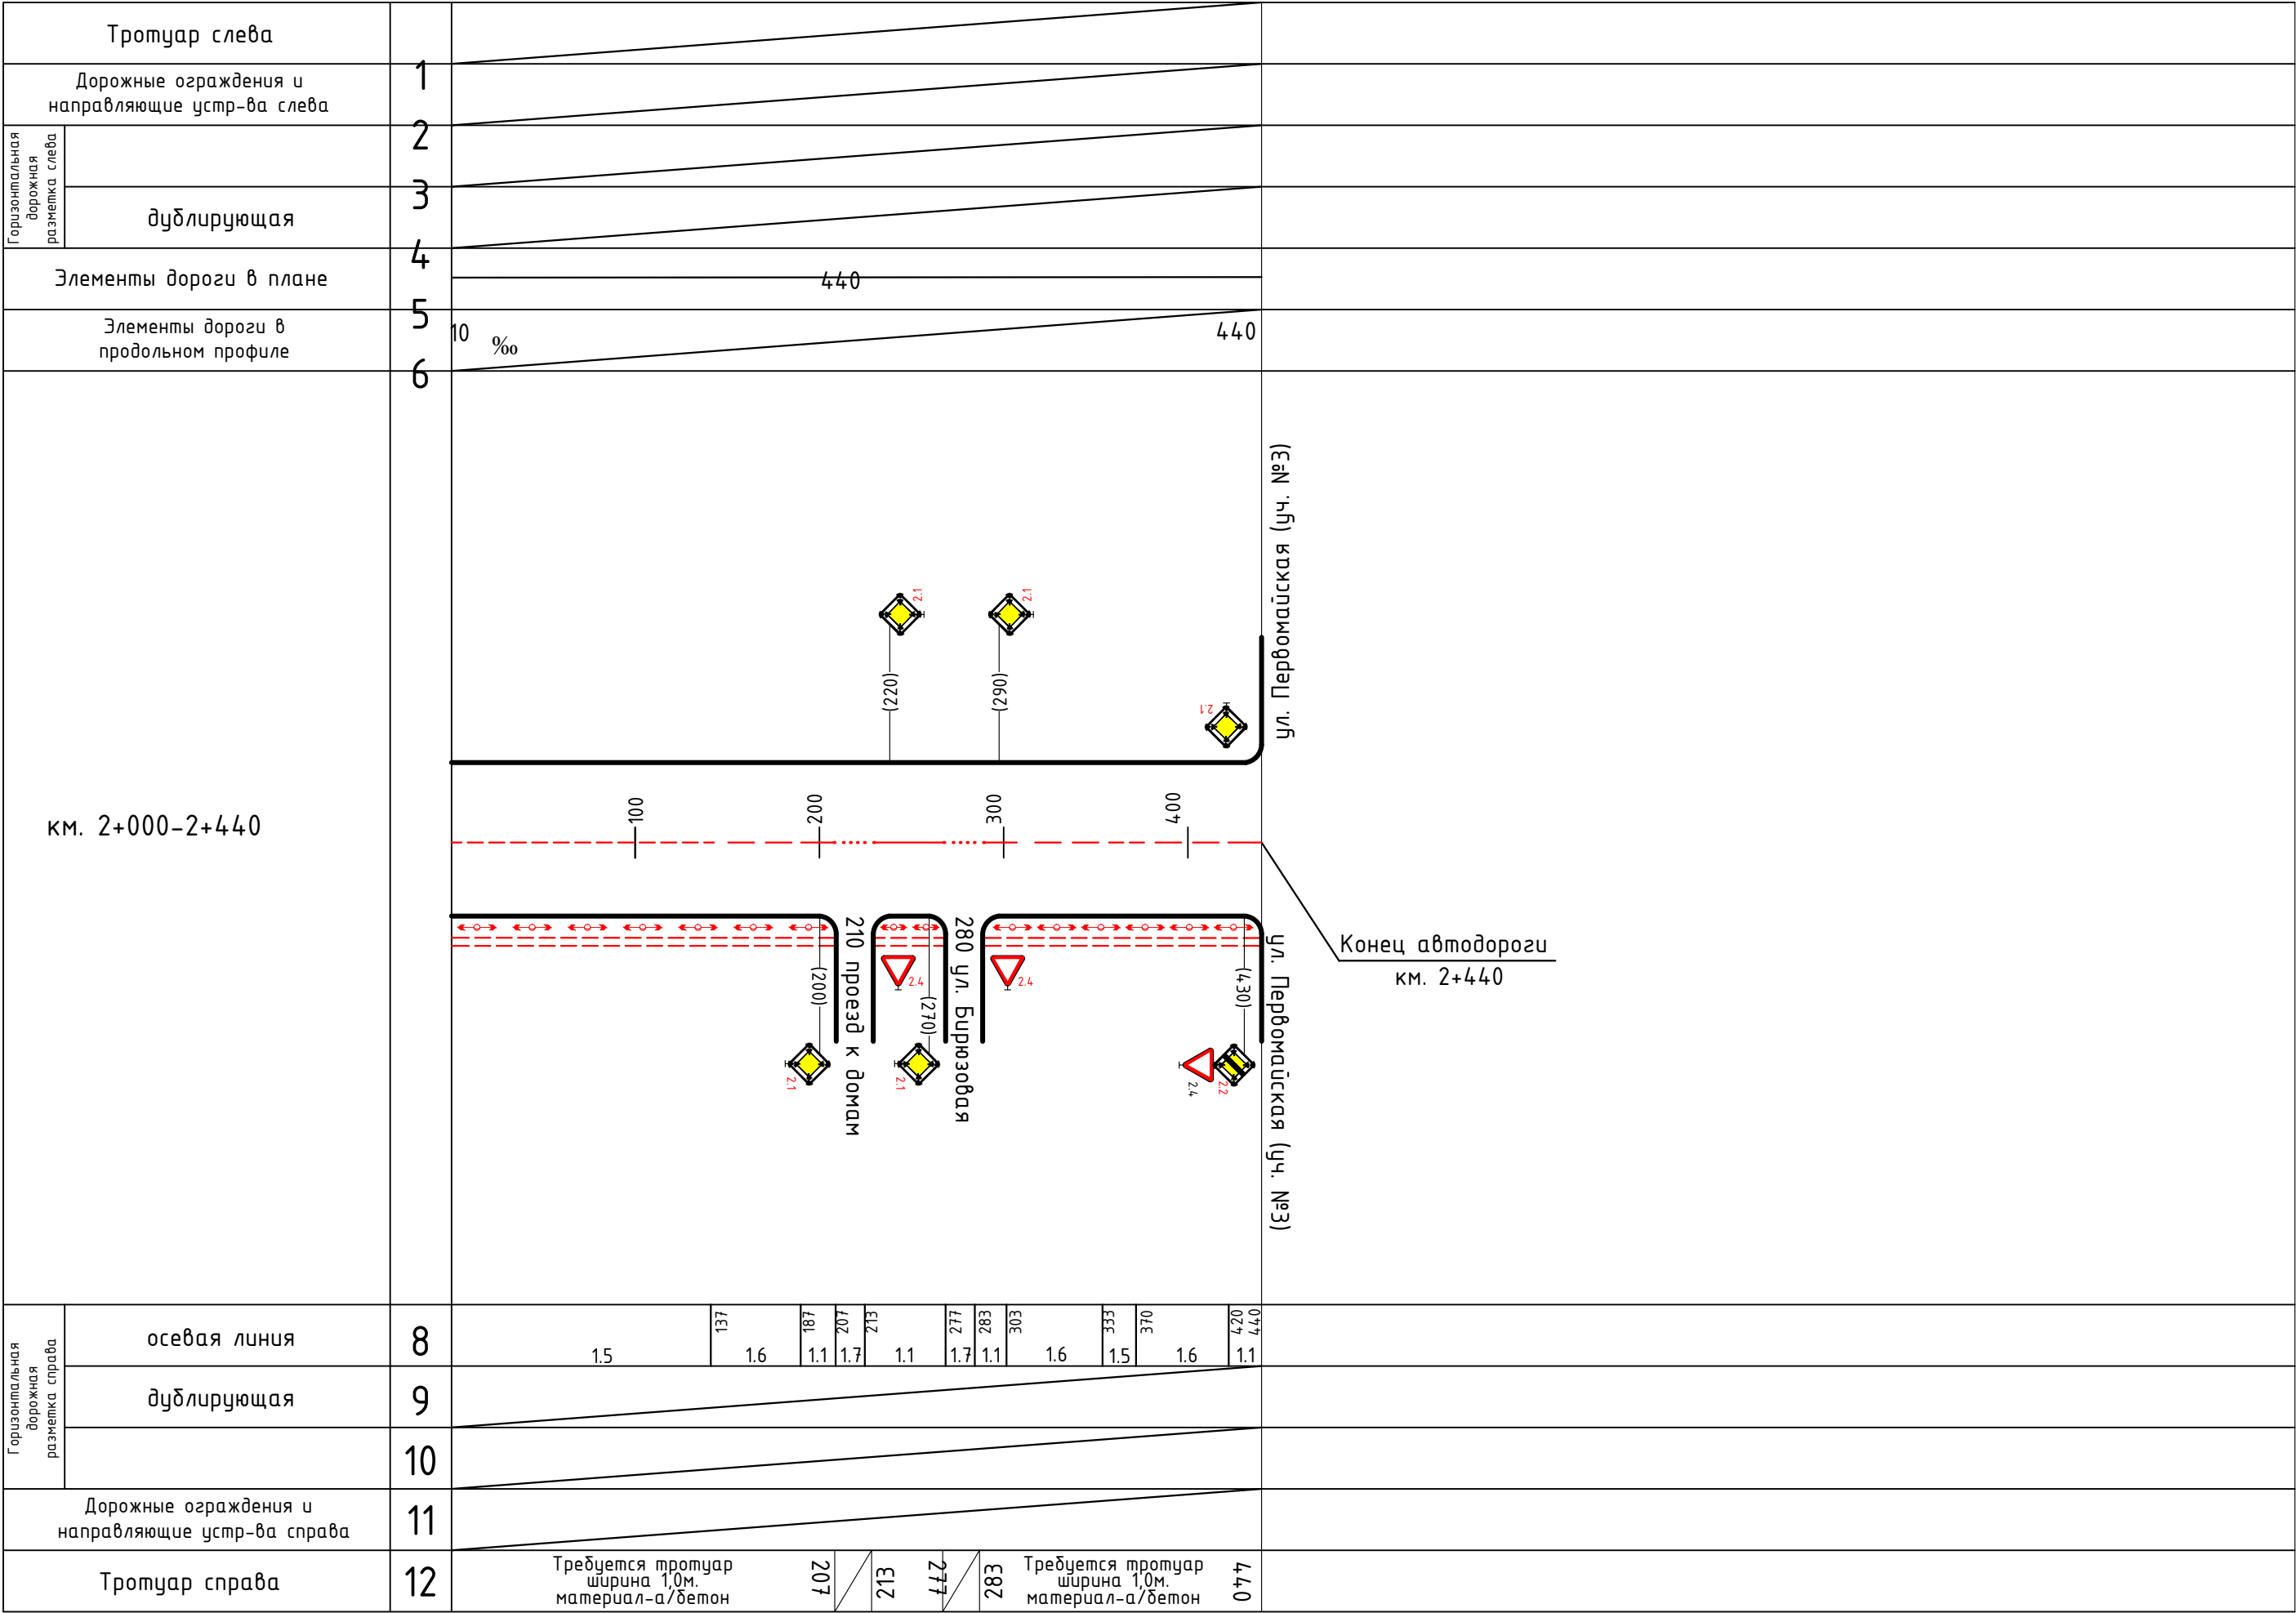 Тротуар слева
1
Дорожные ограждения и
направляющие устр-ва слева
2
Горизонтальная
дорожная
разметка слева
3
дублирующая
4
Элементы дороги в плане
440
5
Элементы дороги в
продольном профиле
10 ‰
440
6
км. 2+000-2+440
ул. Первомайская (уч. №3)
2.1
2.1
2.1
(220)
(290)
100
200
300
400
210 проезд к домам
280 ул. Бирюзовая
ул. Первомайская (уч. №3)
2.4
2.4
(200)
(270)
(430)
2.1
2.1
2.4
2.2
Конец автодороги
км. 2+440
Горизонтальная
дорожная
разметка справа
осевая линия
8
137
187
207
213
277
283
303
333
370
420
440
1.5
1.6
1.1
1.7
1.1
1.7
1.1
1.6
1.5
1.6
1.1
дублирующая
9
10
Дорожные ограждения и
направляющие устр-ва справа
11
Тротуар справа
12
Требуется тротуар
ширина 1,0м.
материал-а/бетон
207
213
277
283
Требуется тротуар
ширина 1,0м.
материал-а/бетон
440